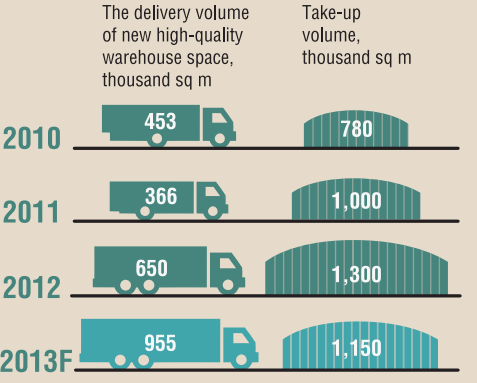 The delivery volume
of new high-quality
warehouse space,
thousand sq m
Take-up
volume,
thousand sq m
2010 453 780
2011 366 1,000
2012 650 1,300
2013F 955 1,150